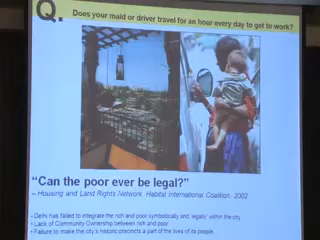 Q. Does your maid or driver travel for an hour every day to get to work?
“Can the poor ever be legal?”
– Housing and Land Rights Network, Habitat International Coalition, 2002
• Delhi has failed to integrate the rich and poor symbolically and ‘legally’ within the city
• Lack of Community Ownership between rich and poor
• Failure to make the city's historic precincts a part of the lives of its people.